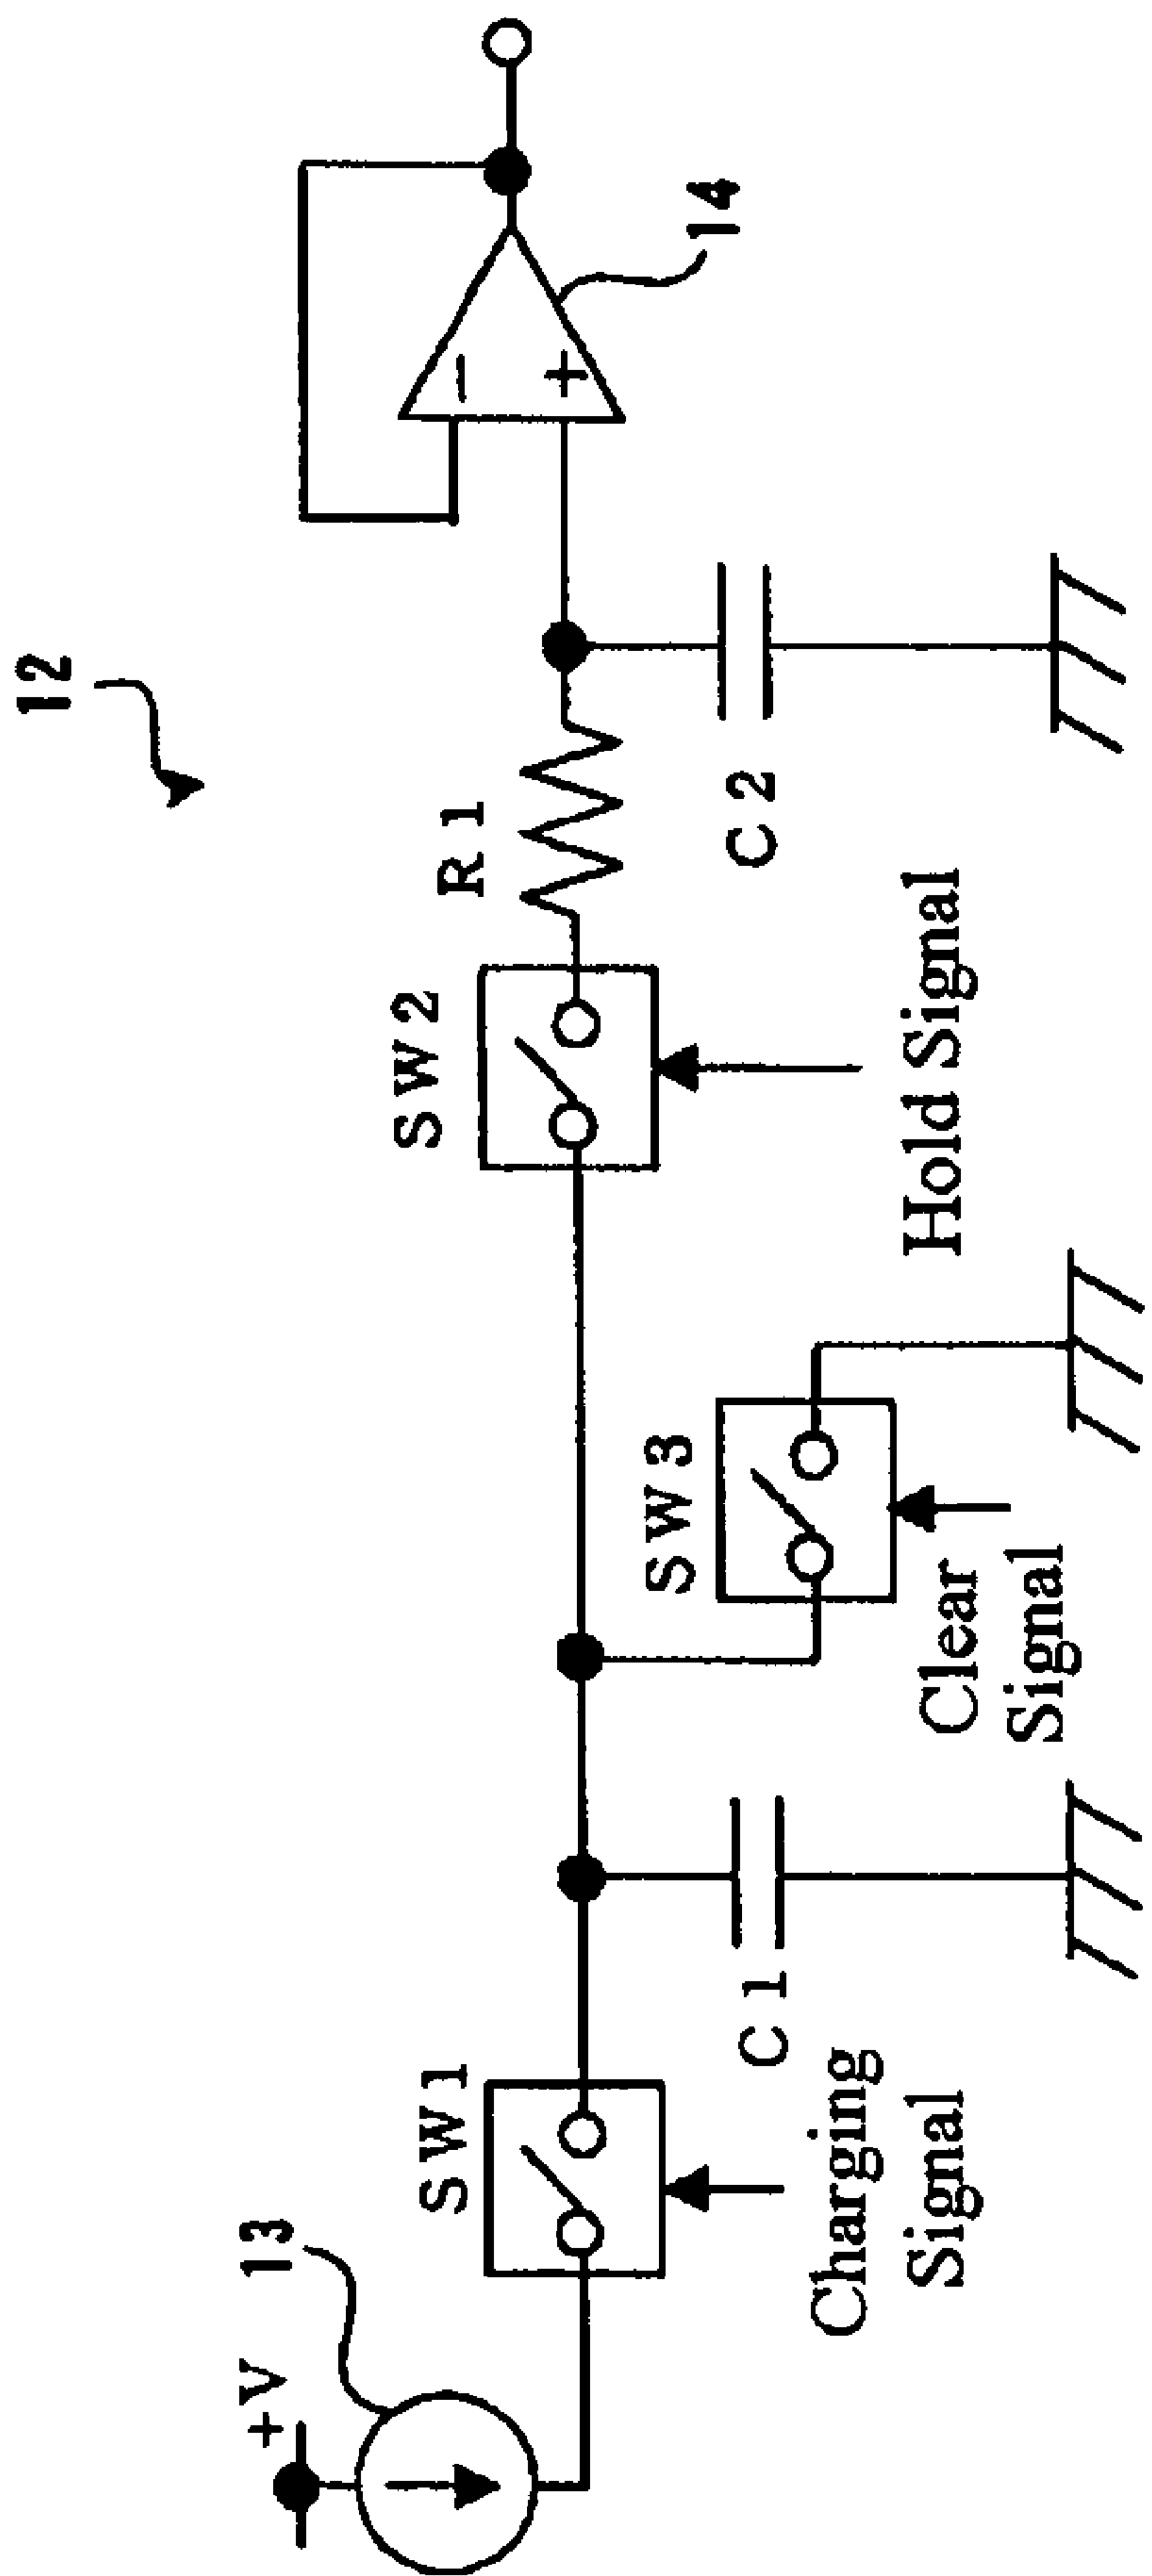 12
+V
13
SW1
Charging
Signal
C1
SW3
Clear
Signal
SW2
Hold Signal
R1
C2
14
−
+